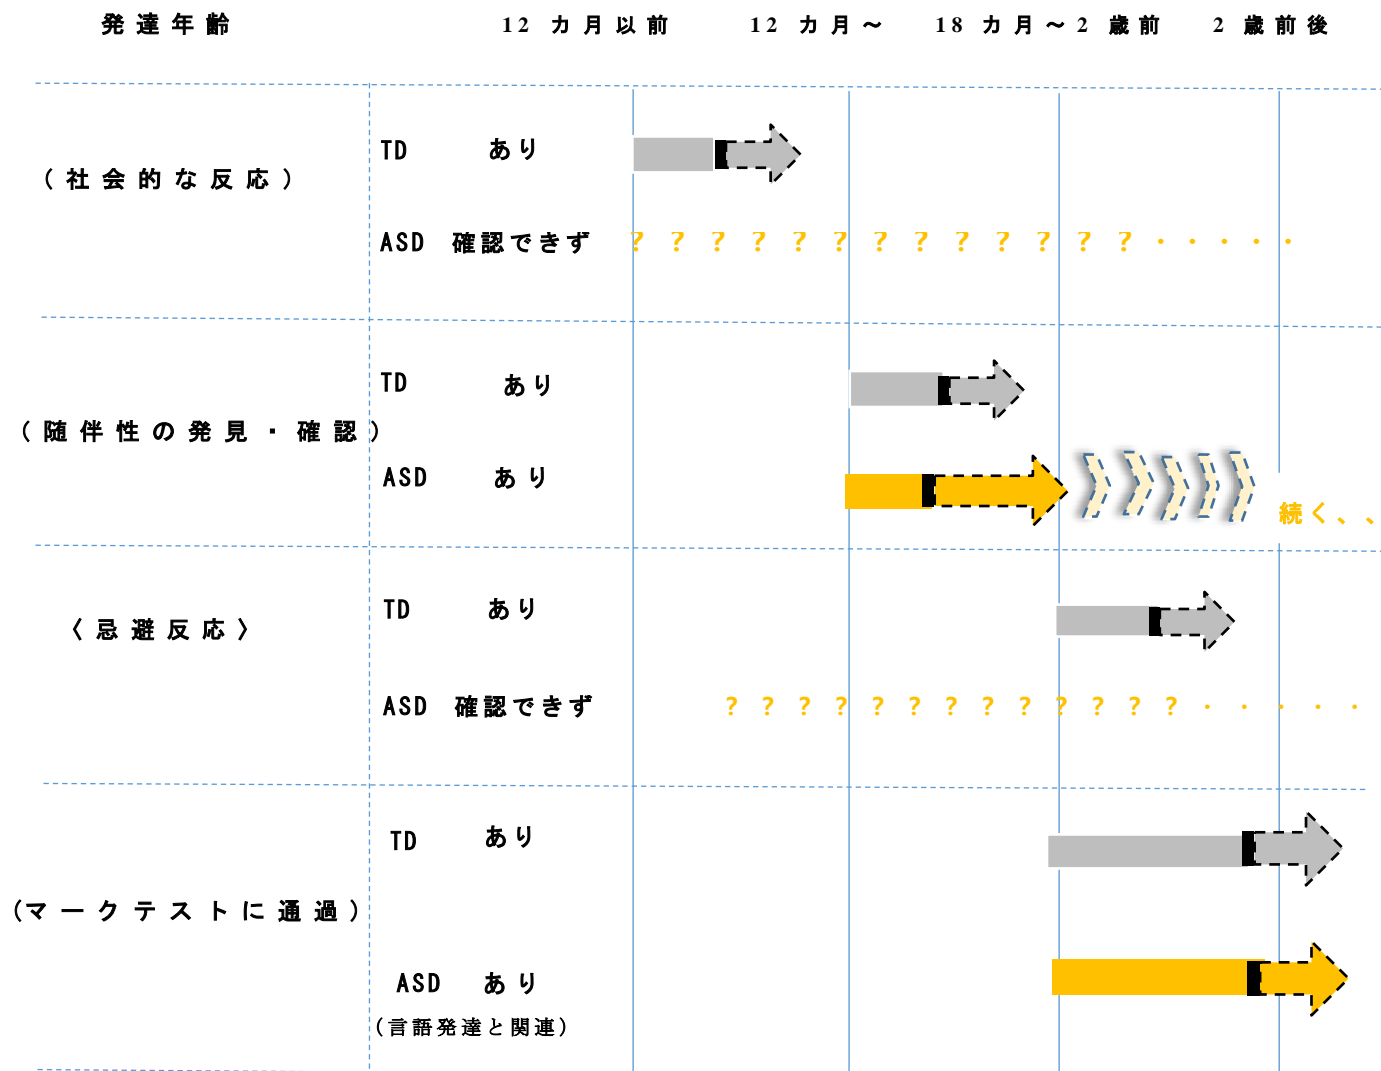 発達年齢 12カ月以前 12カ月～ 18カ月～2歳前 2歳前後
TD あり
（社会的な反応）
ASD 確認できず ？？？？？？？？？？？？？・・・・・
TD あり
（随伴性の発見・確認）
ASD あり
続く、、
TD あり
〈忌避反応〉
ASD 確認できず ？？？？？？？？？？？？？・・・・・
TD あり
（マークテストに通過）
ASD あり
（言語発達と関連）